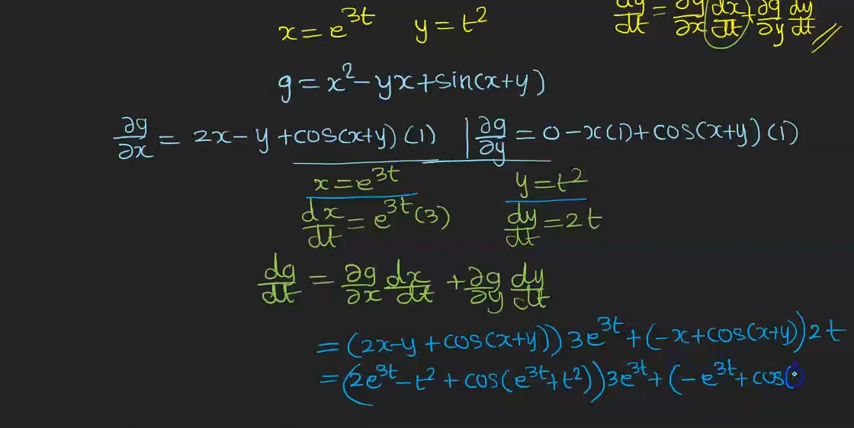 dg/dt = ∂g/∂x dx/dt + ∂g/∂y dy/dt
x = e^3t y = t^2
g = x^2 - yx + sin(x+y)
∂g/∂x = 2x - y + cos(x+y) (1) | ∂g/∂y = 0 - x(1) + cos(x+y) (1)
x = e^3t y = t^2
dx/dt = e^3t (3) dy/dt = 2t
dg/dt = ∂g/∂x dx/dt + ∂g/∂y dy/dt
= (2x - y + cos(x+y)) 3e^3t + (-x + cos(x+y)) 2t
= (2e^3t - t^2 + cos(e^3t + t^2)) 3e^3t + (-e^3t + cos(